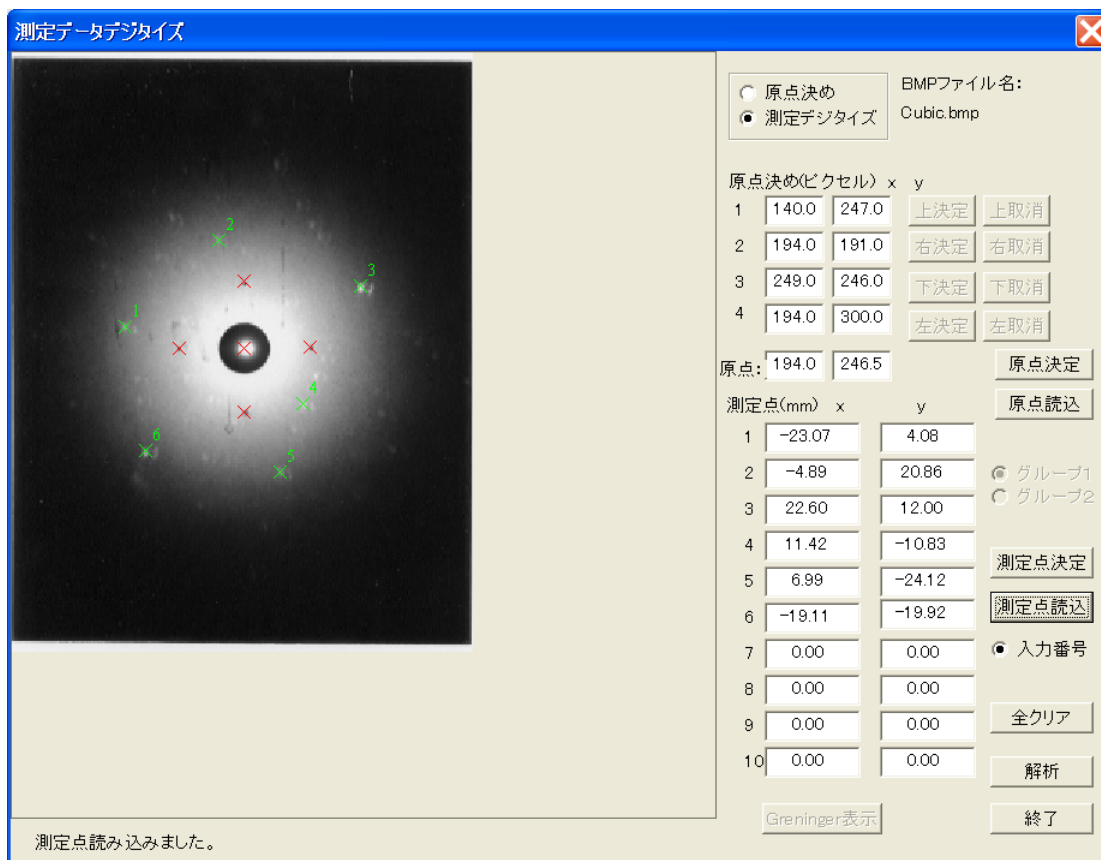 測定データデジタイズ
原点決め
測定デジタイズ
BMPファイル名:
Cubic.bmp
原点決め(ピクセル) x y
1 140.0 247.0 上決定 上取消
2 194.0 191.0 右決定 右取消
3 249.0 246.0 下決定 下取消
4 194.0 300.0 左決定 左取消
原点: 194.0 246.5 原点決定
原点読込
測定点(mm) x y
1 -23.07 4.08
2 -4.89 20.86
3 22.60 12.00
4 11.42 -10.83
5 6.99 -24.12
6 -19.11 -19.92
7 0.00 0.00
8 0.00 0.00
9 0.00 0.00
10 0.00 0.00
グループ1
グループ2
測定点決定
測定点読込
入力番号
全クリア
解析
Greninger表示 終了
2
3
1
4
6
5
測定点読み込みました。